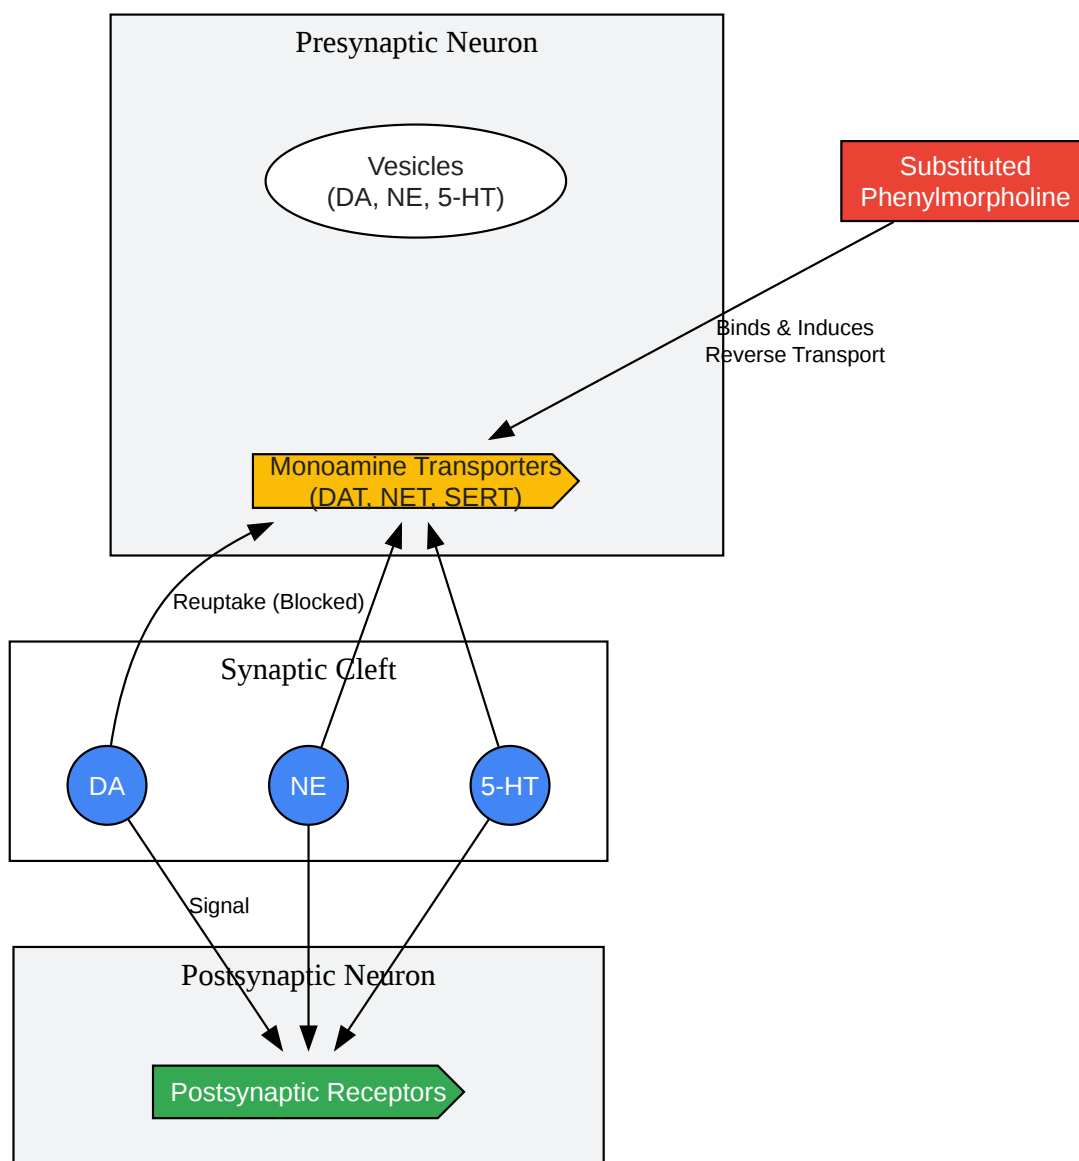 Presynaptic Neuron
Vesicles
(DA, NE, 5-HT)
Substituted
Phenylmorpholine
Binds & Induces
Reverse Transport
Monoamine Transporters
(DAT, NET, SERT)
Reuptake (Blocked)
Synaptic Cleft
DA
NE
5-HT
Signal
Postsynaptic Neuron
Postsynaptic Receptors